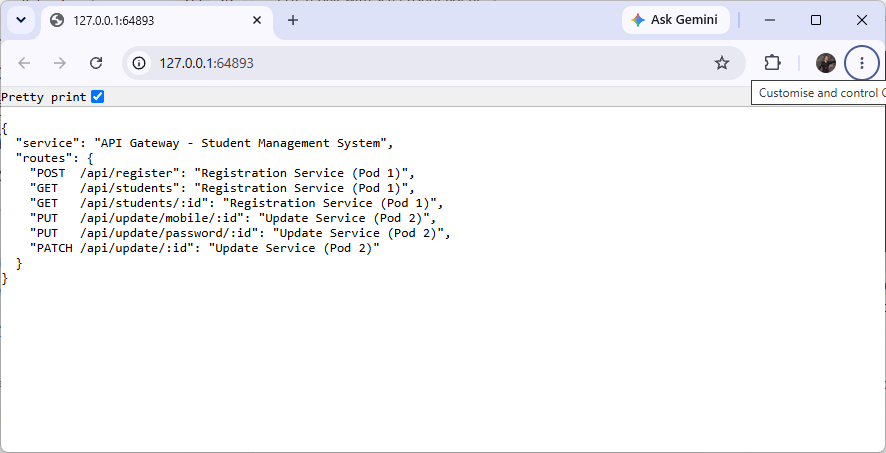 127.0.0.1:64893
Ask Gemini
127.0.0.1:64893
Pretty print
Customise and control
{
  "service": "API Gateway - Student Management System",
  "routes": {
    "POST  /api/register": "Registration Service (Pod 1)",
    "GET   /api/students": "Registration Service (Pod 1)",
    "GET   /api/students/:id": "Registration Service (Pod 1)",
    "PUT   /api/update/mobile/:id": "Update Service (Pod 2)",
    "PUT   /api/update/password/:id": "Update Service (Pod 2)",
    "PATCH /api/update/:id": "Update Service (Pod 2)"
  }
}